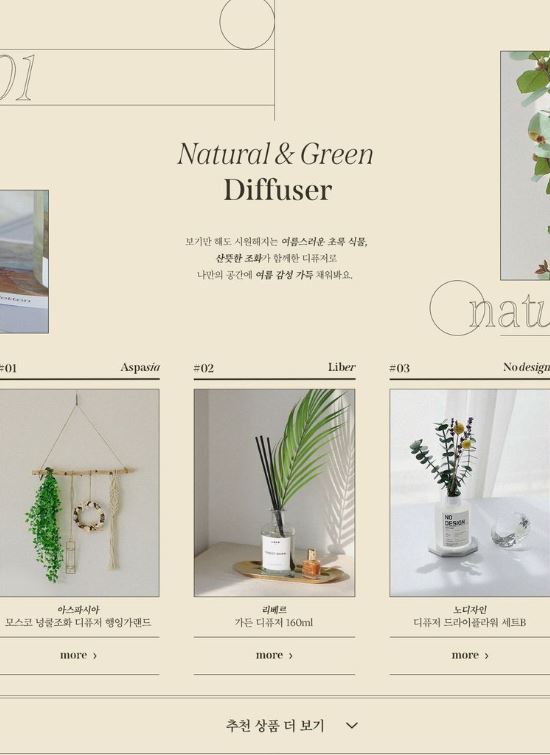 01
Natural & Green
Diffuser
보기만 해도 시원해지는 여름스러운 초록 식물,
산뜻한 조화가 함께한 디퓨저로
나만의 공간에 여름 감성 가득 채워봐요.
natu
#01 Aspasia
#02 Liber
#03 No design
NO
DESIGN
아스파시아
모스코 넝쿨조화 디퓨저 행잉가랜드
리베르
가든 디퓨저 160ml
노디자인
디퓨저 드라이플라워 세트B
more >
more >
more >
추천 상품 더 보기